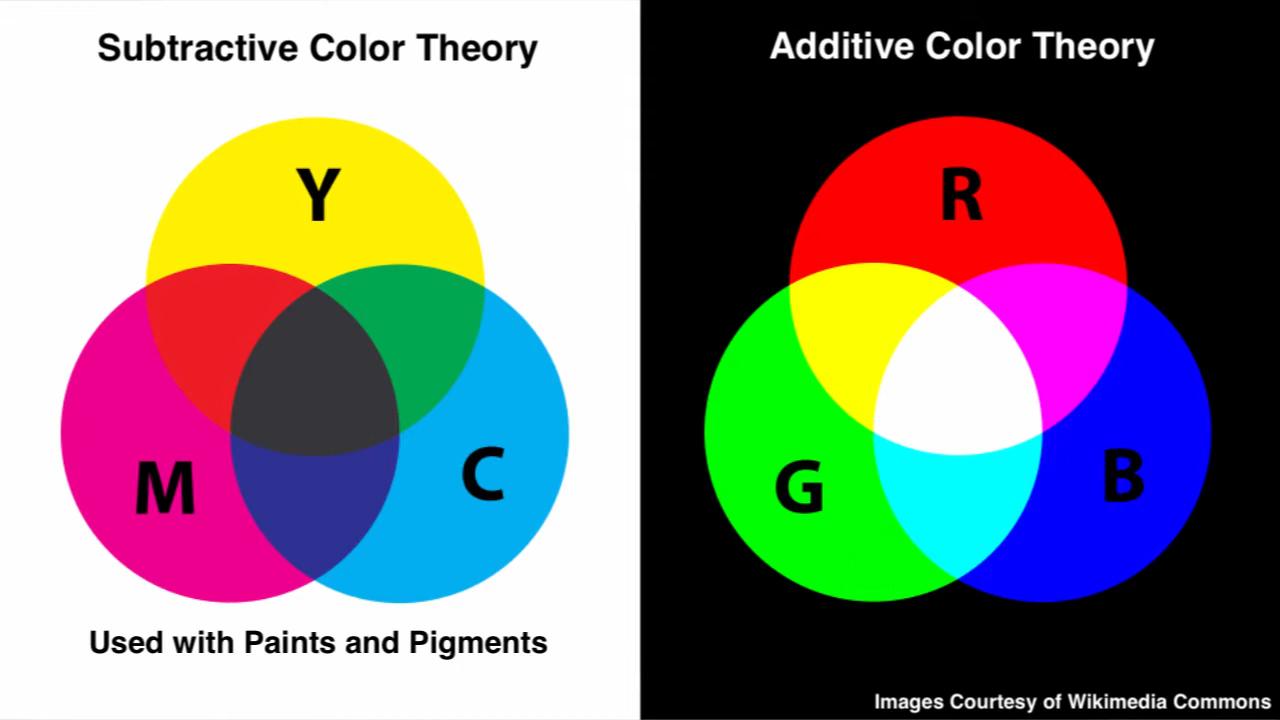 Subtractive Color Theory
Y
M
C
Used with Paints and Pigments
Additive Color Theory
R
G
B
Images Courtesy of Wikimedia Commons